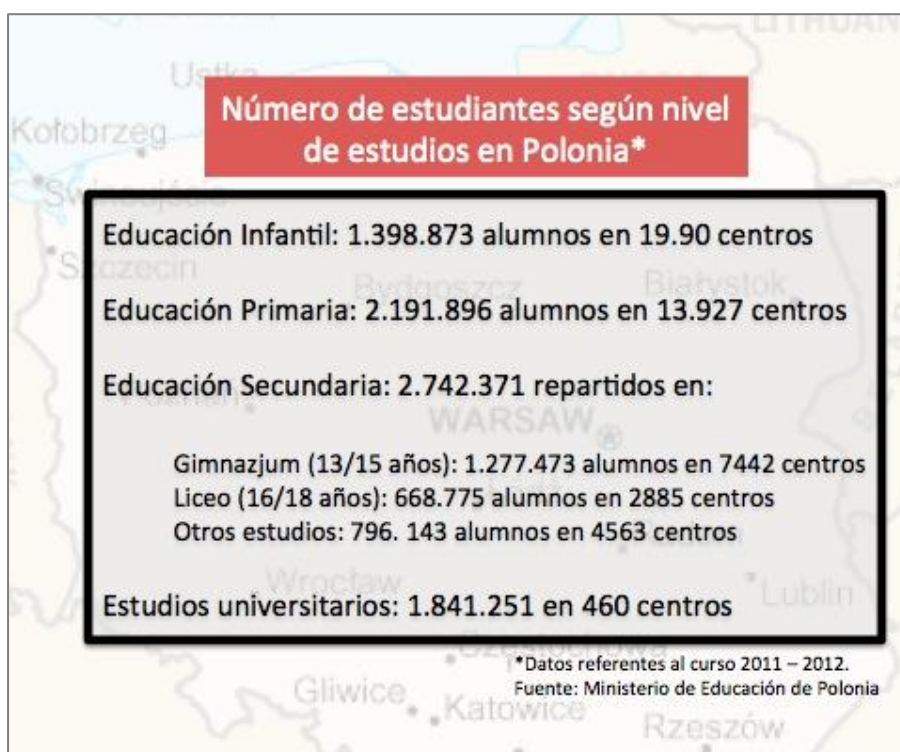 LITHUAN
Ustka
Número de estudiantes según nivel
de estudios en Polonia*
Kołobrzeg
Świnoujście
Educación Infantil: 1.398.873 alumnos en 19.90 centros
Szczecin
Bydgoszcz
Białystok
Educación Primaria: 2.191.896 alumnos en 13.927 centros
Educación Secundaria: 2.742.371 repartidos en:
WARSAW
Gimnazjum (13/15 años): 1.277.473 alumnos en 7442 centros
Liceo (16/18 años): 668.775 alumnos en 2885 centros
Otros estudios: 796. 143 alumnos en 4563 centros
Wrocław
Lublin
Estudios universitarios: 1.841.251 en 460 centros
Częstochowa
*Datos referentes al curso 2011 – 2012.
Fuente: Ministerio de Educación de Polonia
Gliwice
Katowice
Rzeszów